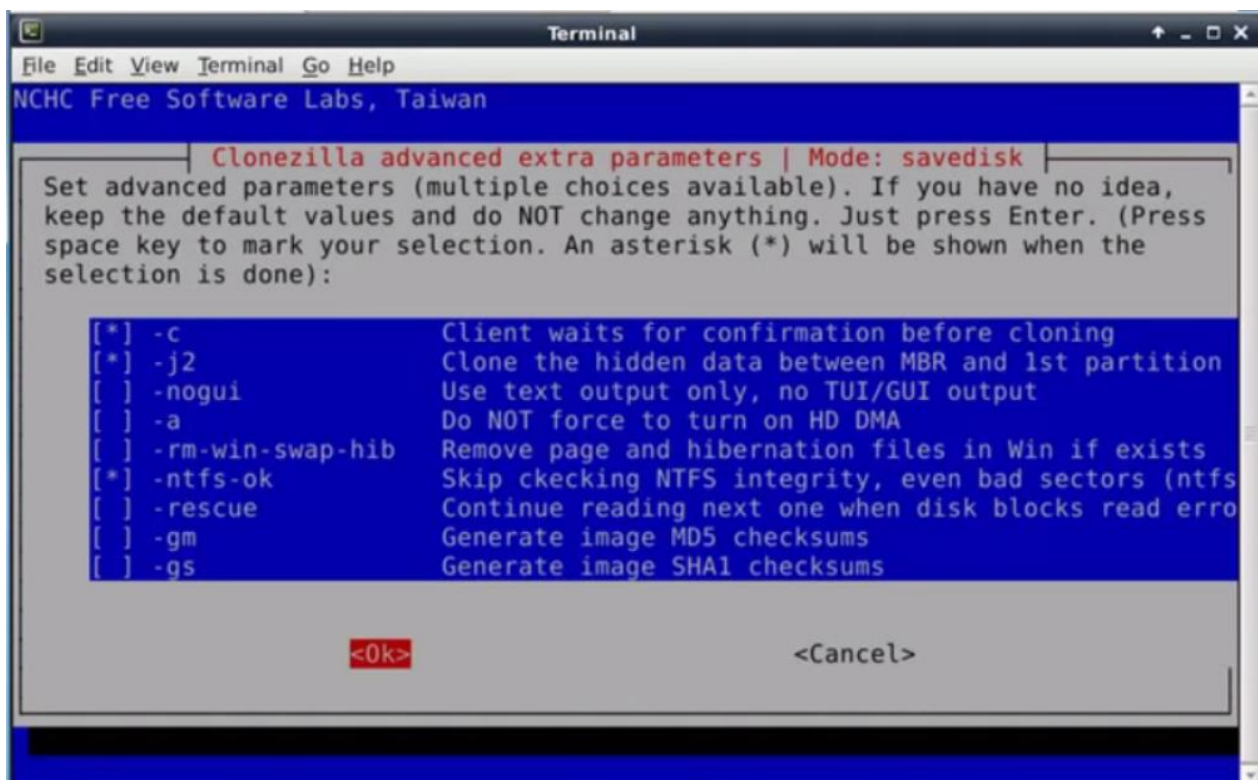 Terminal
File Edit View Terminal Go Help
NCHC Free Software Labs, Taiwan
Clonezilla advanced extra parameters | Mode: savedisk
Set advanced parameters (multiple choices available). If you have no idea,
keep the default values and do NOT change anything. Just press Enter. (Press
space key to mark your selection. An asterisk (*) will be shown when the
selection is done):
[*] -c Client waits for confirmation before cloning
[*] -j2 Clone the hidden data between MBR and 1st partition
[ ] -nogui Use text output only, no TUI/GUI output
[ ] -a Do NOT force to turn on HD DMA
[ ] -rm-win-swap-hib Remove page and hibernation files in Win if exists
[*] -ntfs-ok Skip ckecking NTFS integrity, even bad sectors (ntfs
[ ] -rescue Continue reading next one when disk blocks read erro
[ ] -gm Generate image MD5 checksums
[ ] -gs Generate image SHA1 checksums
<Ok> <Cancel>